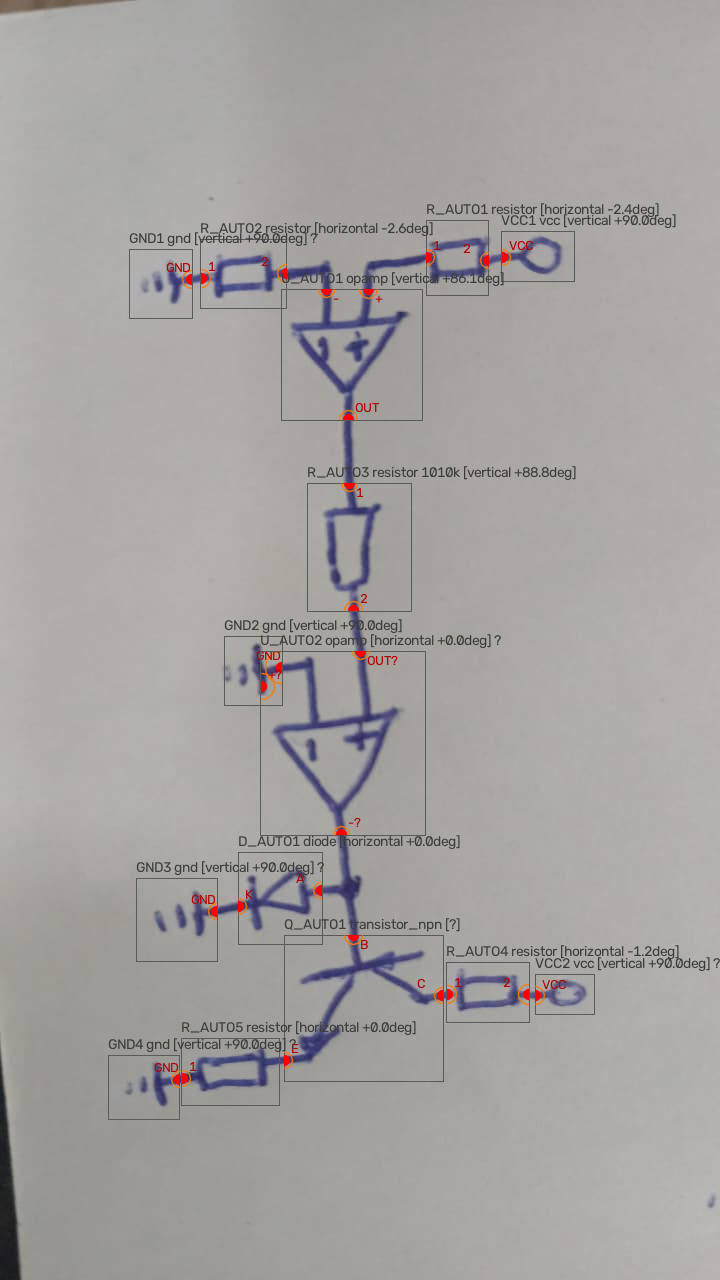 R_AUTO1 resistor [horizontal -2.4deg]
VCC1 vcc [vertical +90.0deg]
R_AUTO2 resistor [horizontal -2.6deg]
GND1 gnd [vertical +90.0deg] ?
1 2 VCC
GND 1 2
U_AUTO1 opamp [vertical +86.1deg]
- +
- +
OUT
R_AUTO3 resistor 1010k [vertical +88.8deg]
1
2
GND2 gnd [vertical +90.0deg]
U_AUTO2 opamp [horizontal +0.0deg] ?
GND OUT?
+?
- +
-?
D_AUTO1 diode [horizontal +0.0deg]
GND3 gnd [vertical +90.0deg] ?
A
GND K
Q_AUTO1 transistor_npn [?]
B
R_AUTO4 resistor [horizontal -1.2deg]
VCC2 vcc [vertical +90.0deg] ?
C 1 2 VCC
R_AUTO5 resistor [horizontal +0.0deg]
GND4 gnd [vertical +90.0deg] ?
E
GND 1